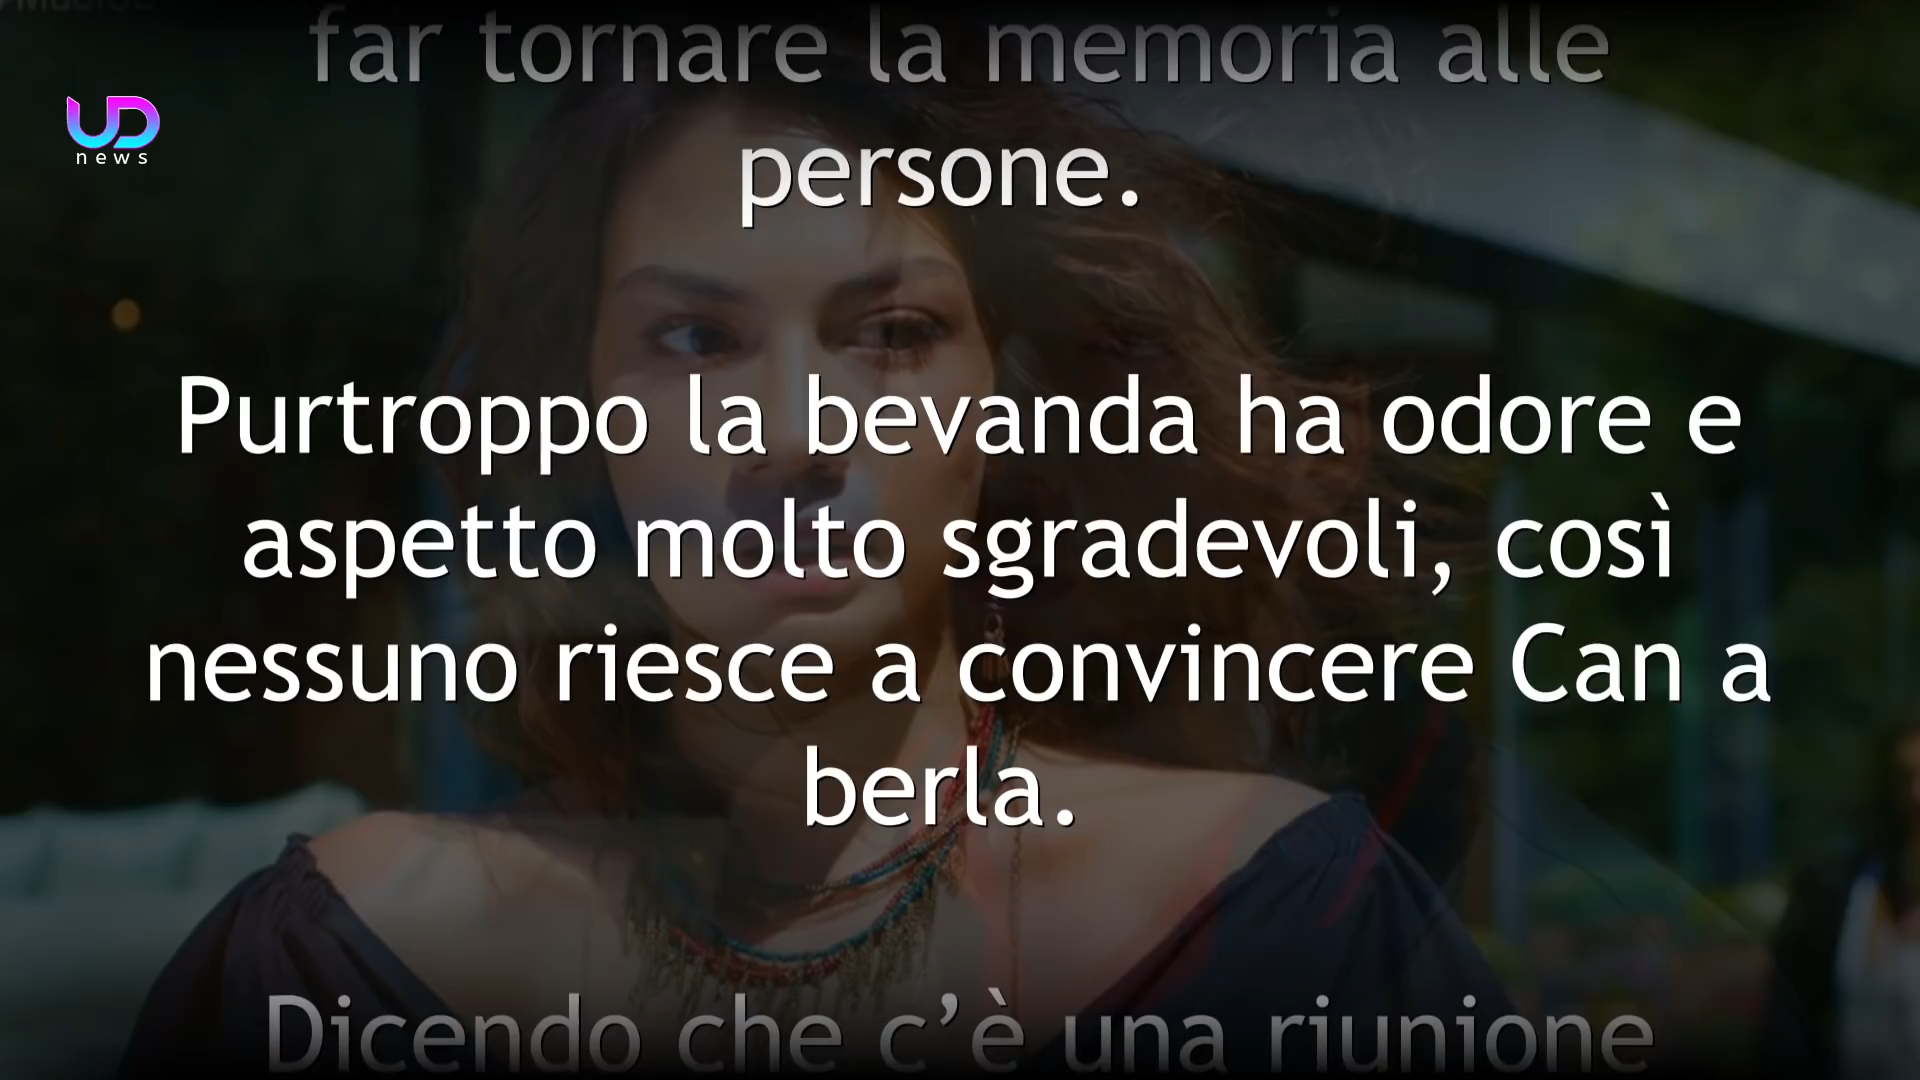 far tornare la memoria alle
UD
news
persone.
Purtroppo la bevanda ha odore e
aspetto molto sgradevoli, così
nessuno riesce a convincere Can a
berla.
Dicendo che c’è una riunione